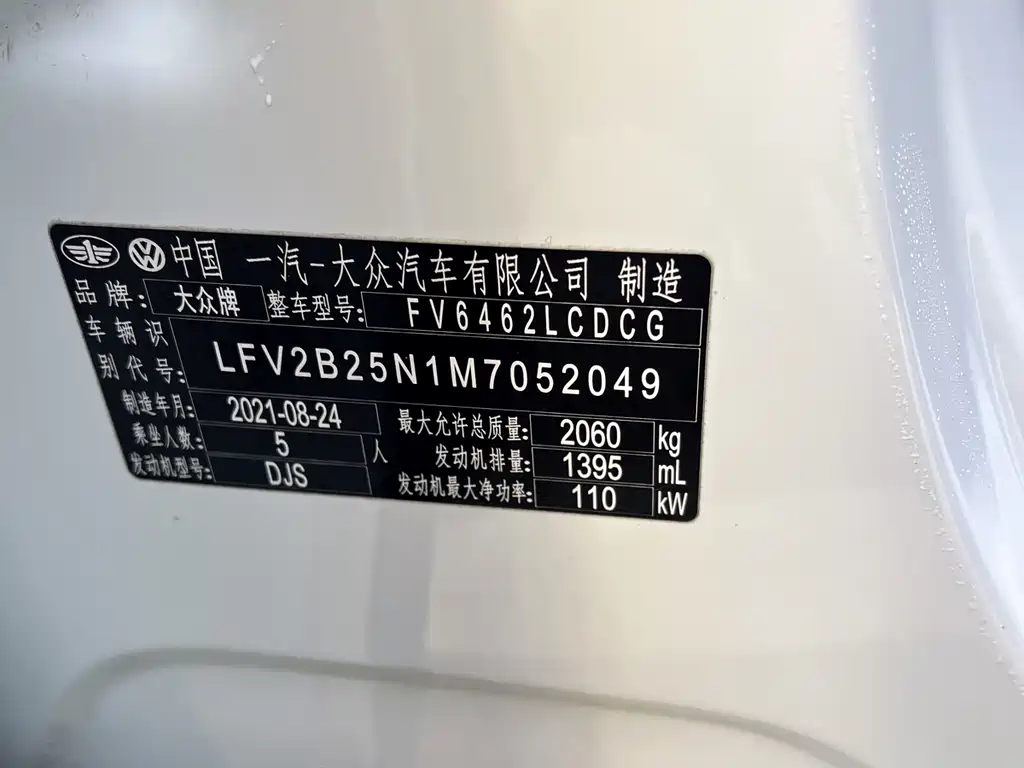 中国 一汽-大众汽车有限公司 制造
品牌: 大众牌 整车型号: FV6462LCDCG
车辆识别代号: LFV2B25N1M7052049
制造年月: 2021-08-24 最大允许总质量: 2060 kg
乘坐人数: 5 人 发动机排量: 1395 mL
发动机型号: DJS 发动机最大净功率: 110 kW